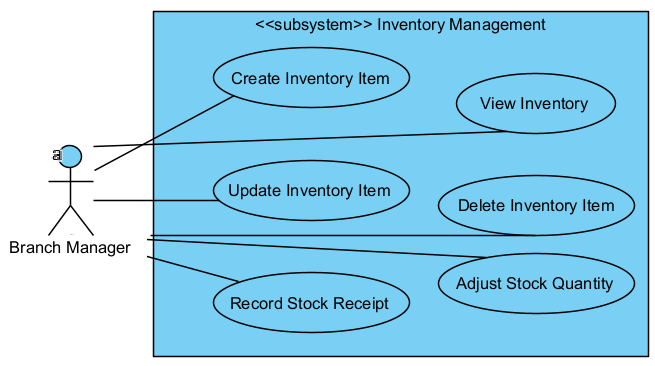 <<subsystem>> Inventory Management
Create Inventory Item
View Inventory
Update Inventory Item
Delete Inventory Item
Branch Manager
Adjust Stock Quantity
Record Stock Receipt